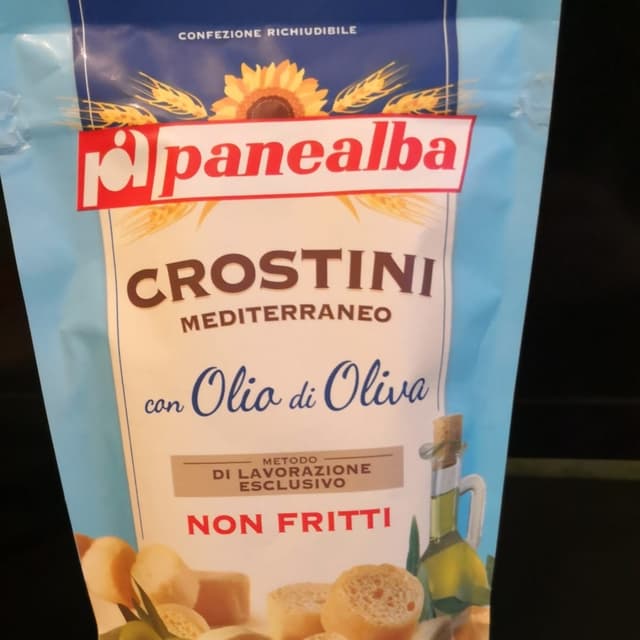 CONFEZIONE RICHIUDIBILE
panealba
CROSTINI
MEDITERRANEO
con Olio di Oliva
METODO
DI LAVORAZIONE
ESCLUSIVO
NON FRITTI